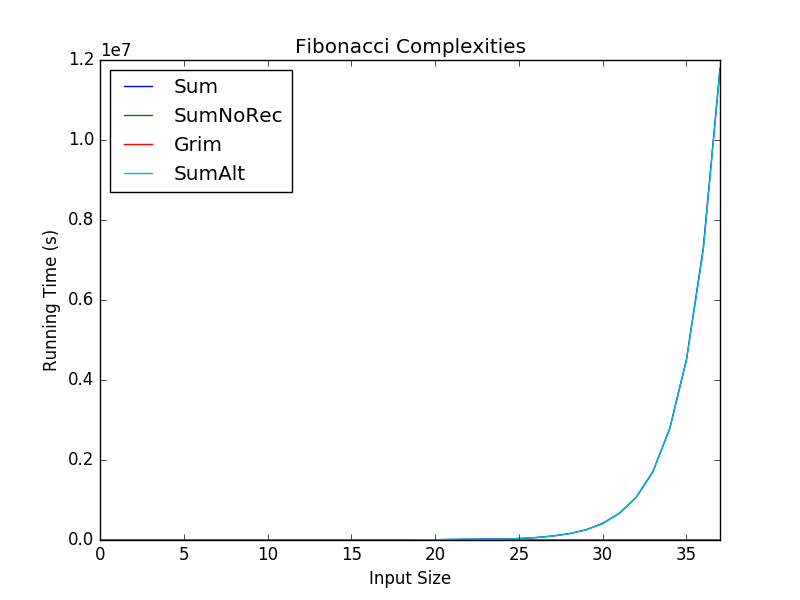 Fibonacci Complexities
1e7
1.2
1.0
0.8
0.6
0.4
0.2
0.0
Running Time (s)
Sum
SumNoRec
Grim
SumAlt
0 5 10 15 20 25 30 35
Input Size